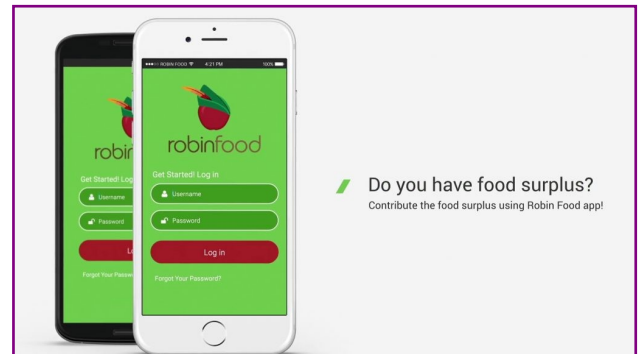 ROBIN FOOD
4:21 PM
100%
robinfood
Get Started! Log in
Username
Password
Log in
Forgot Your Password?
robin
Get Started! Log
Username
Password
Lo
Forgot Your Passwo
Do you have food surplus?
Contribute the food surplus using Robin Food app!